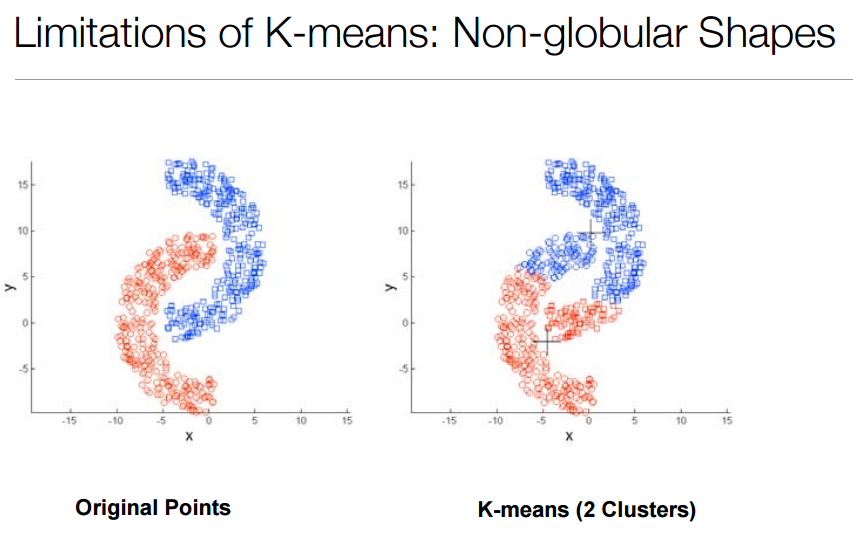 Limitations of K-means: Non-globular Shapes
15
10
5
0
-5
y
-15 -10 -5 0 5 10 15
x
15
10
5
0
-5
y
-15 -10 -5 0 5 10 15
x
Original Points
K-means (2 Clusters)